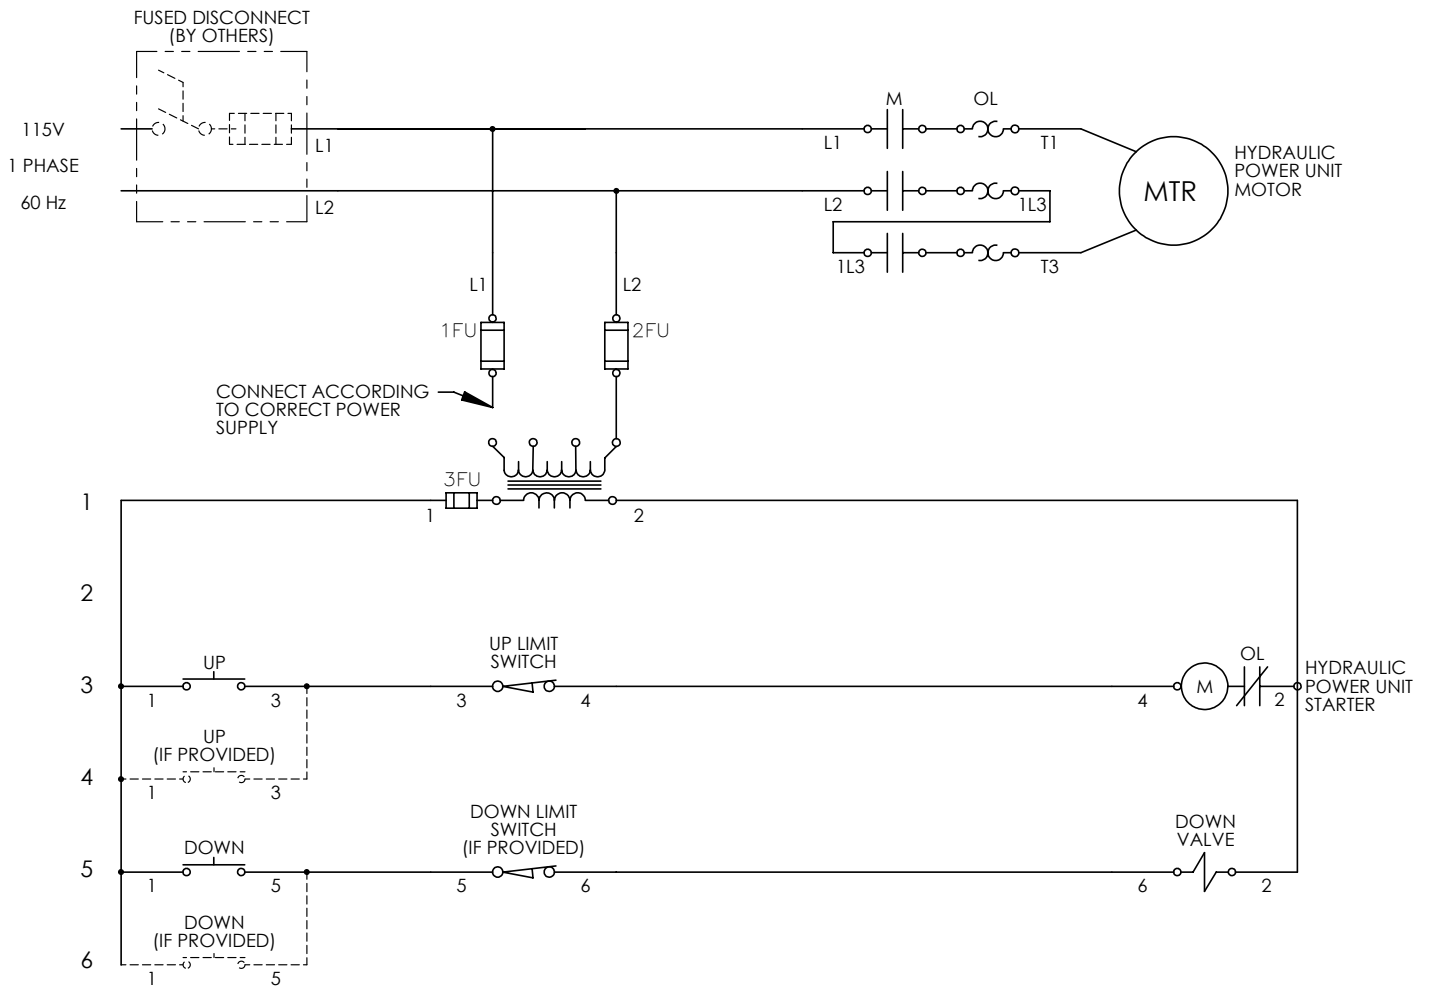 FUSED DISCONNECT
(BY OTHERS)
115V
1 PHASE
60 Hz
L1
L2
M
OL
L1
T1
L2
1L3
1L3
T3
MTR
HYDRAULIC
POWER UNIT
MOTOR
L1
L2
1FU
2FU
CONNECT ACCORDING
TO CORRECT POWER
SUPPLY
3FU
1
1
2
2
UP LIMIT
SWITCH
UP
OL
3
1
3
3
4
4
M
2
HYDRAULIC
POWER UNIT
STARTER
UP
(IF PROVIDED)
4
1
3
DOWN LIMIT
SWITCH
(IF PROVIDED)
DOWN
VALVE
DOWN
5
1
5
5
6
6
2
DOWN
(IF PROVIDED)
6
1
5